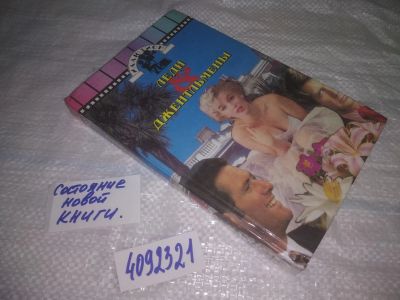 ЛЕДИ
&
ДЖЕНТЛЬМЕНЫ
Состояние
новой
книги.
4092321